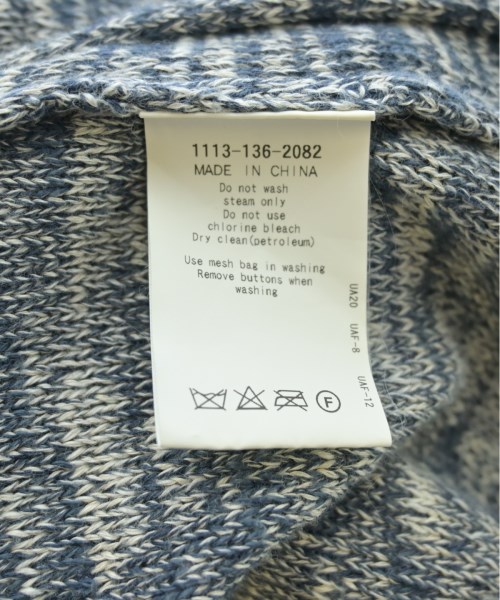 1113-136-2082
MADE IN CHINA
Do not wash
steam only
Do not use
chlorine bleach
Dry clean(petroleum)
Use mesh bag in washing
Remove buttons when
washing
UA20 UAF-8 UAF-12
F